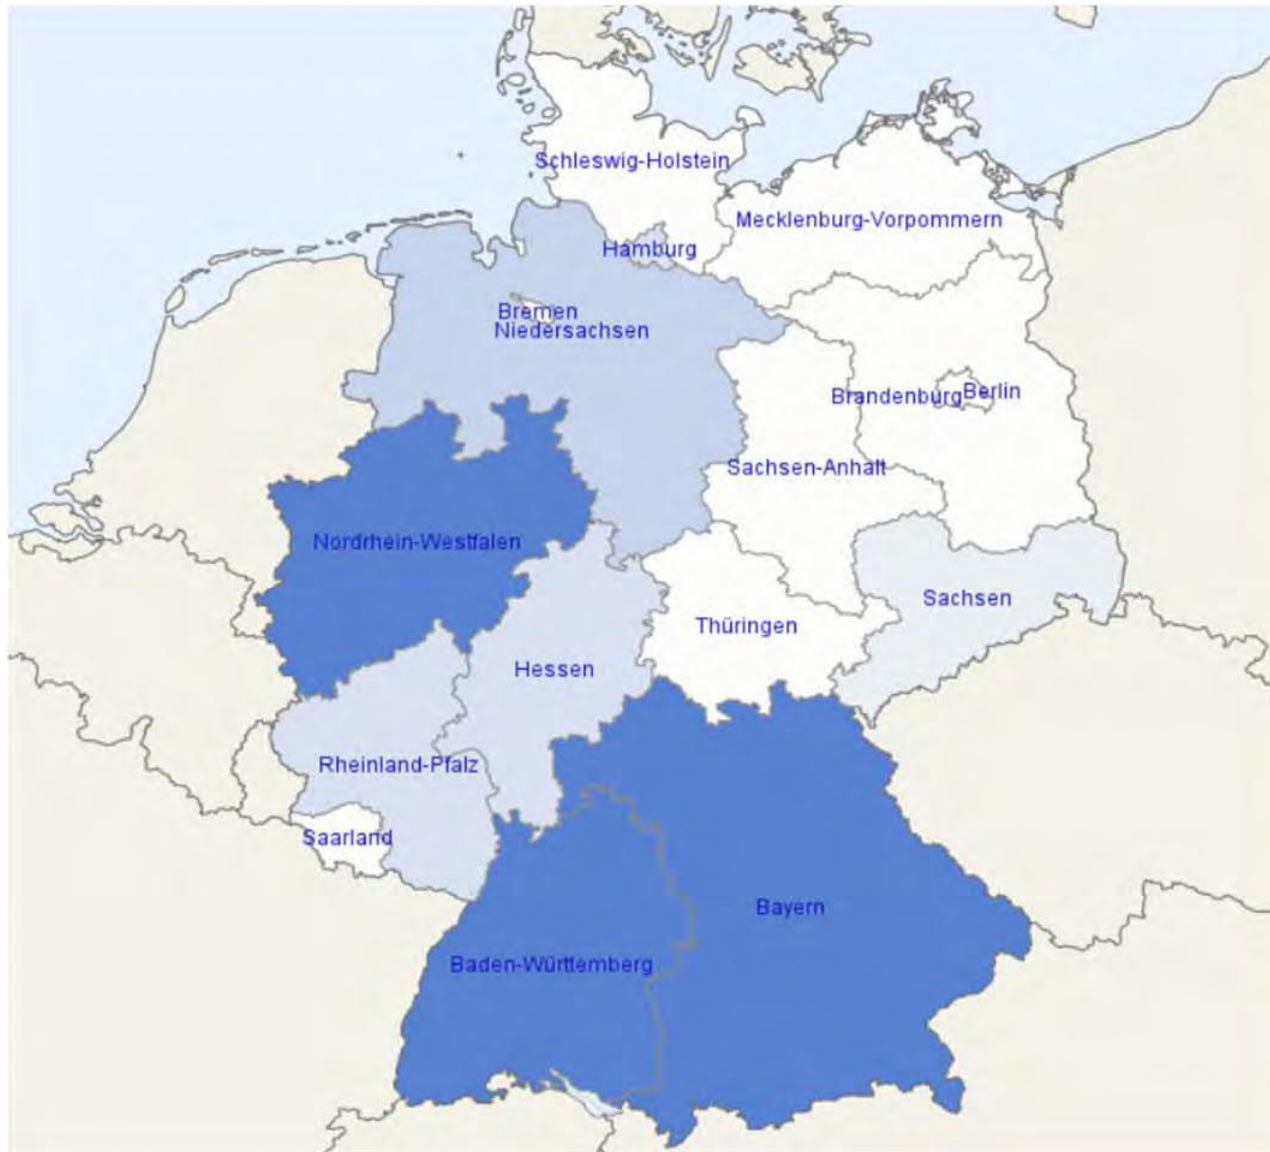 Schleswig-Holstein
Mecklenburg-Vorpommern
Hamburg
Bremen
Niedersachsen
Brandenburg
Berlin
Sachsen-Anhalt
Nordrhein-Westfalen
Sachsen
Thüringen
Hessen
Rheinland-Pfalz
Saarland
Bayern
Baden-Württemberg